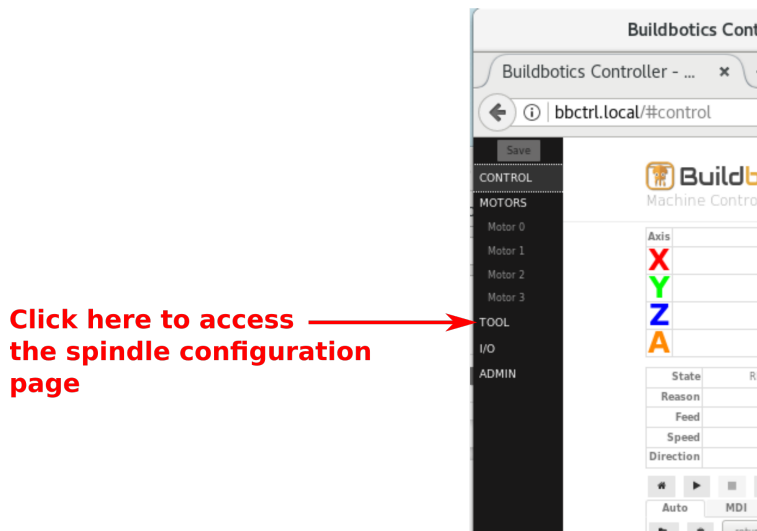 Buildbotics Cont
Buildbotics Controller - ...
bbctrl.local/#control
Save
CONTROL
Buildb
Machine Contro
MOTORS
Motor 0
Motor 1
Motor 2
Motor 3
TOOL
I/O
ADMIN
Click here to access
the spindle configuration
page
Axis
X
Y
Z
A
State R
Reason
Feed
Speed
Direction
Auto MDI